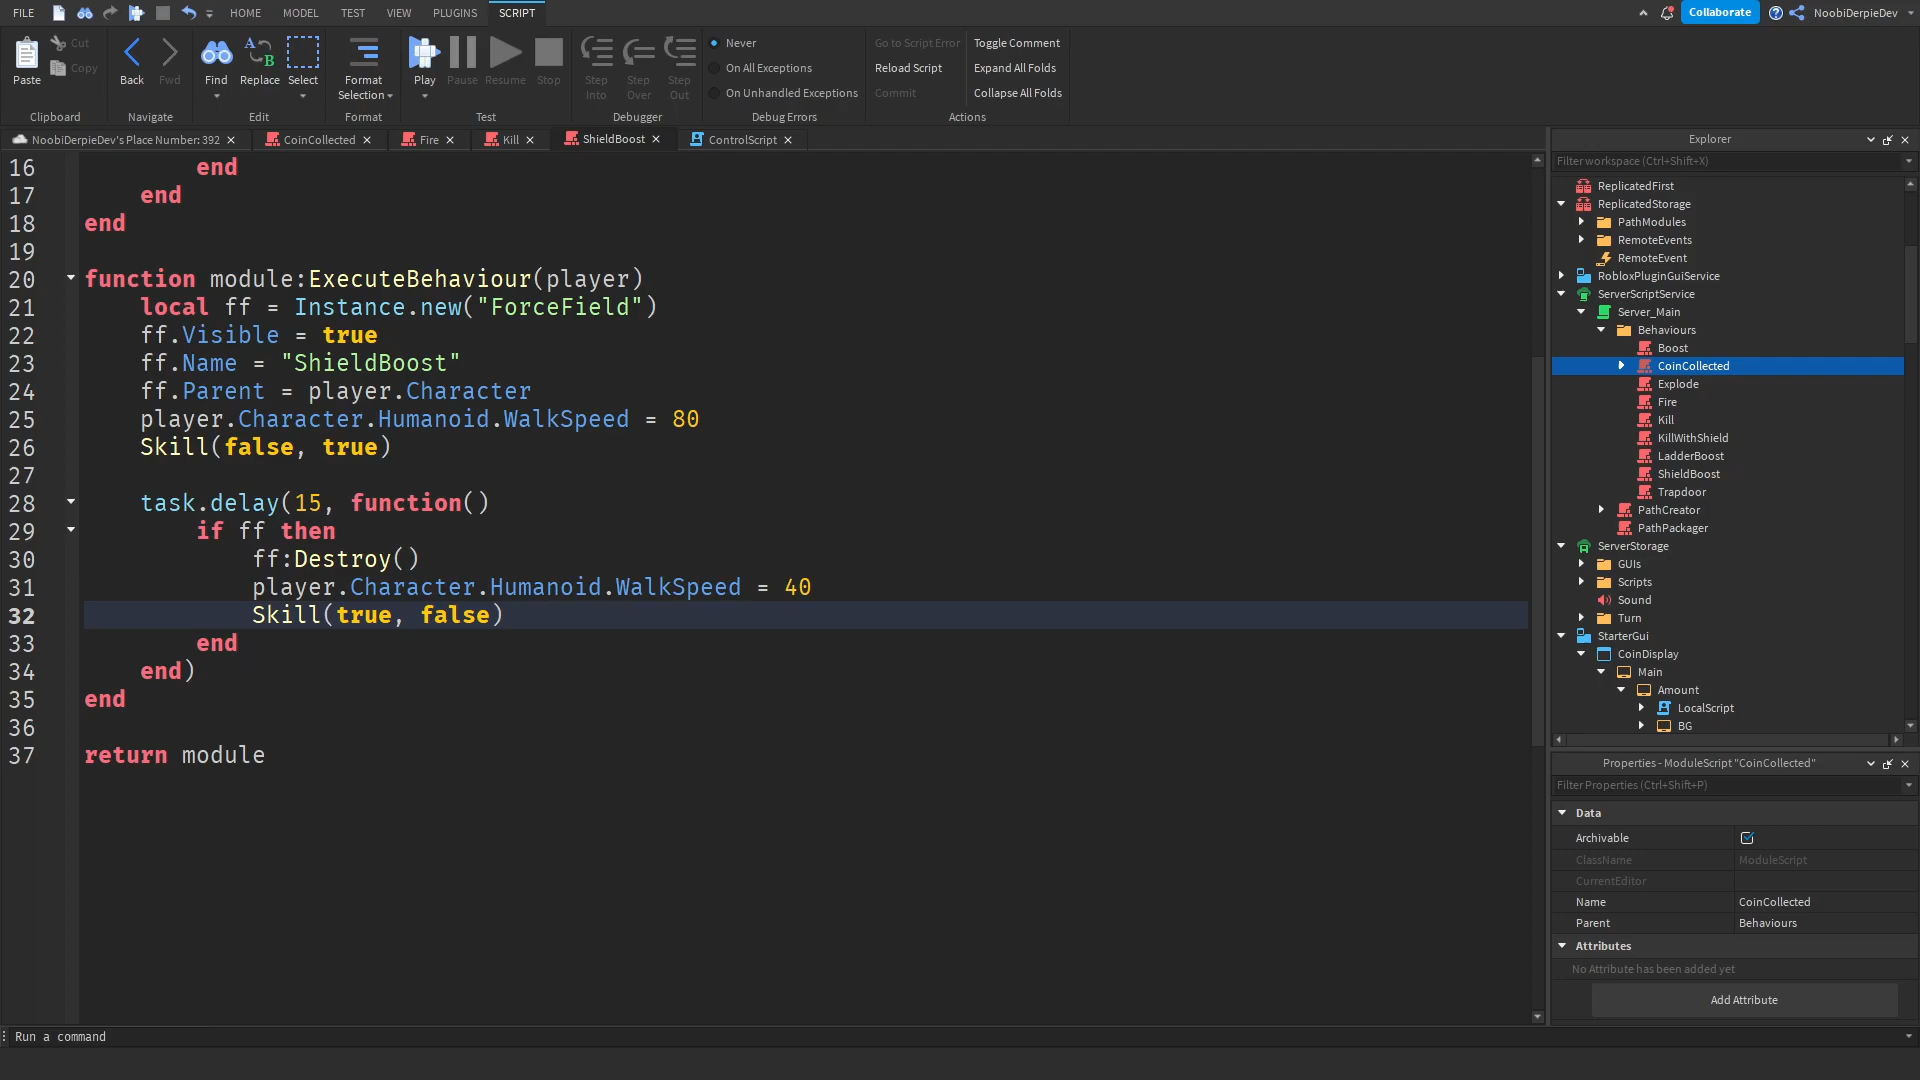 FILE HOME MODEL TEST VIEW PLUGINS SCRIPT Collaborate NoobiDerpieDev
Paste Cut Copy Back Fwd Find Replace Select Format Selection Play Pause Resume Stop Step Into Step Over Step Out
Never
On All Exceptions
On Unhandled Exceptions
Go to Script Error
Reload Script
Commit
Toggle Comment
Expand All Folds
Collapse All Folds
Clipboard Navigate Edit Format Test Debugger Debug Errors Actions
NoobiDerpieDev's Place Number: 392 CoinCollected Fire Kill ShieldBoost ControlScript
16 end
17 end
18 end
19
20 function module:ExecuteBehaviour(player)
21 local ff = Instance.new("ForceField")
22 ff.Visible = true
23 ff.Name = "ShieldBoost"
24 ff.Parent = player.Character
25 player.Character.Humanoid.WalkSpeed = 80
26 Skill(false, true)
27
28 task.delay(15, function()
29 if ff then
30 ff:Destroy()
31 player.Character.Humanoid.WalkSpeed = 40
32 Skill(true, false)
33 end
34 end)
35 end
36
37 return module
Explorer
Filter workspace (Ctrl+Shift+X)
ReplicatedFirst
ReplicatedStorage
PathModules
RemoteEvents
RemoteEvent
RobloxPluginGuiService
ServerScriptService
Server_Main
Behaviours
Boost
CoinCollected
Explode
Fire
Kill
KillWithShield
LadderBoost
ShieldBoost
Trapdoor
PathCreator
PathPackager
ServerStorage
GUIs
Scripts
Sound
Turn
StarterGui
CoinDisplay
Main
Amount
LocalScript
BG
Properties - ModuleScript "CoinCollected"
Filter Properties (Ctrl+Shift+P)
Data
Archivable
ClassName ModuleScript
CurrentEditor
Name CoinCollected
Parent Behaviours
Attributes
No Attribute has been added yet
Add Attribute
Run a command